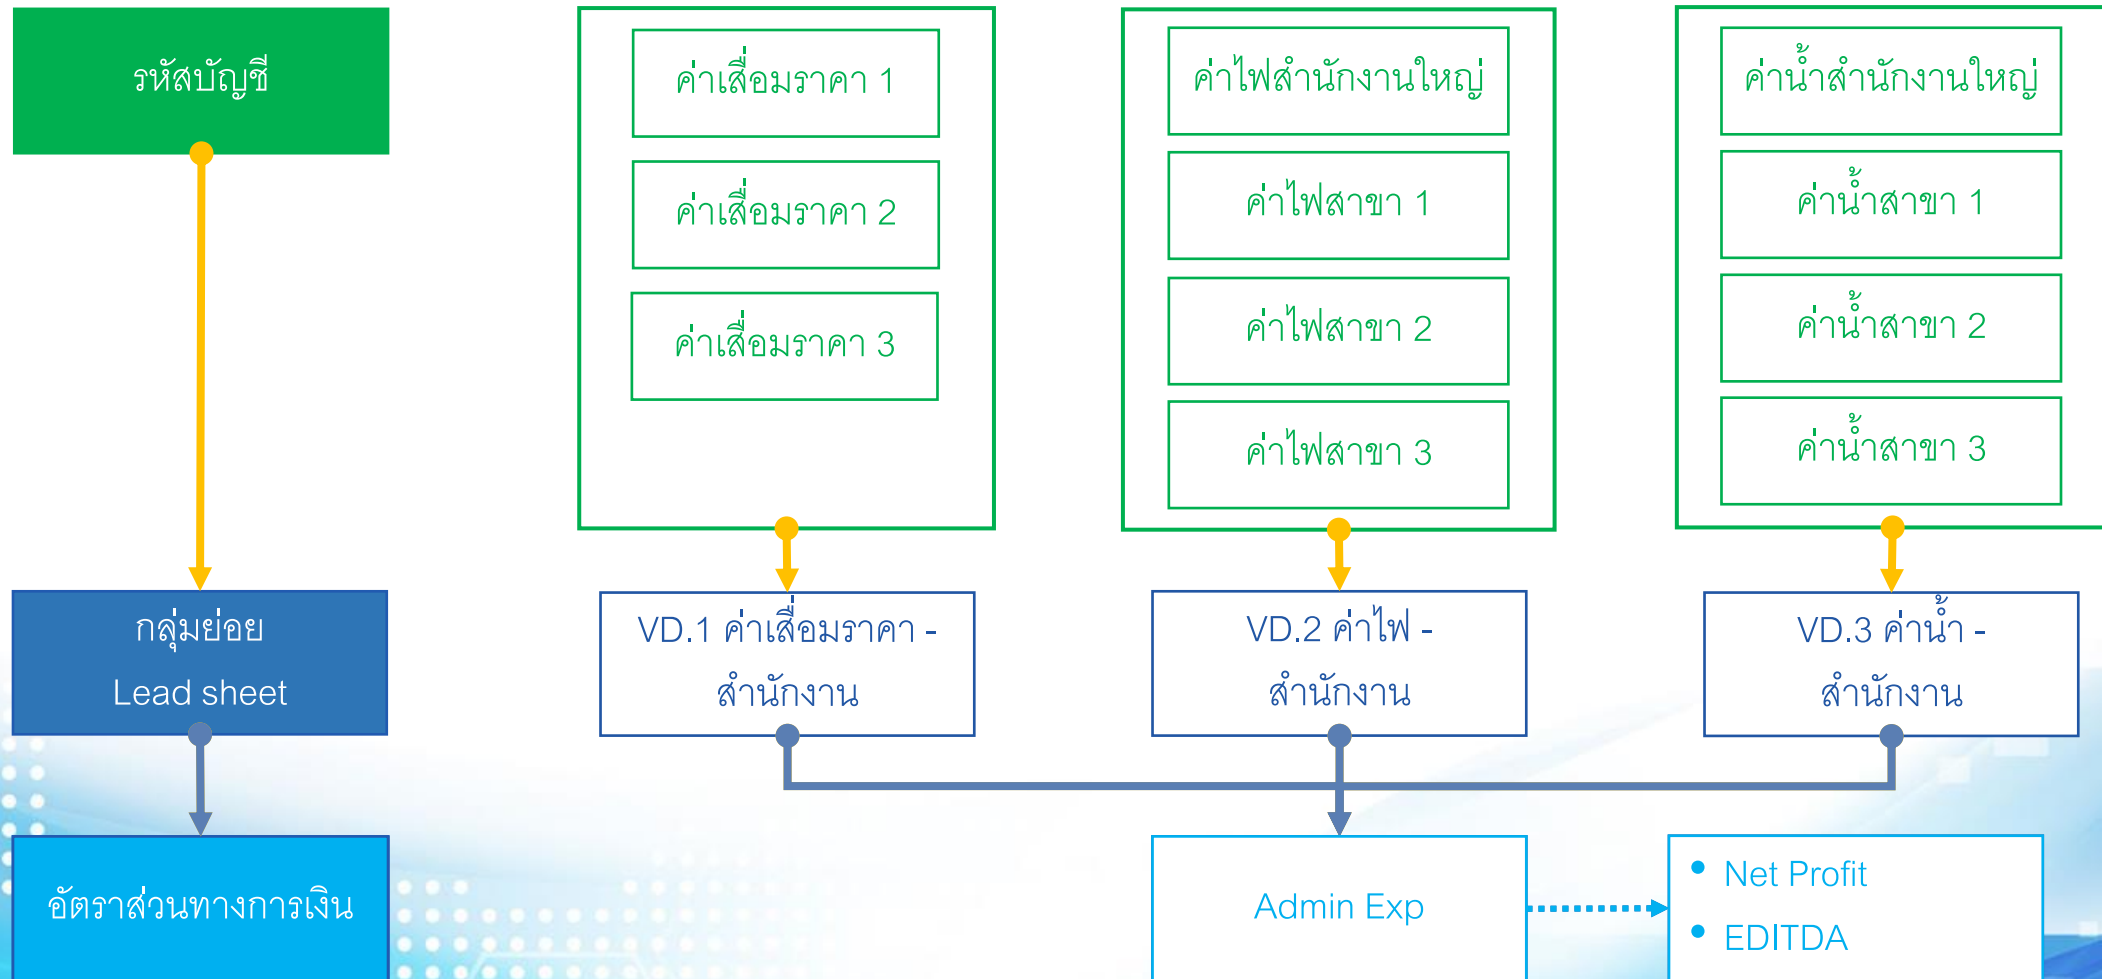 รหัสบัญชี
ค่าเสื่อมราคา 1
ค่าเสื่อมราคา 2
ค่าเสื่อมราคา 3
ค่าไฟสำนักงานใหญ่
ค่าไฟสาขา 1
ค่าไฟสาขา 2
ค่าไฟสาขา 3
ค่าน้ำสำนักงานใหญ่
ค่าน้ำสาขา 1
ค่าน้ำสาขา 2
ค่าน้ำสาขา 3
กลุ่มย่อย
Lead sheet
VD.1 ค่าเสื่อมราคา -
สำนักงาน
VD.2 ค่าไฟ -
สำนักงาน
VD.3 ค่าน้ำ -
สำนักงาน
อัตราส่วนทางการเงิน
Admin Exp
• Net Profit
• EDITDA